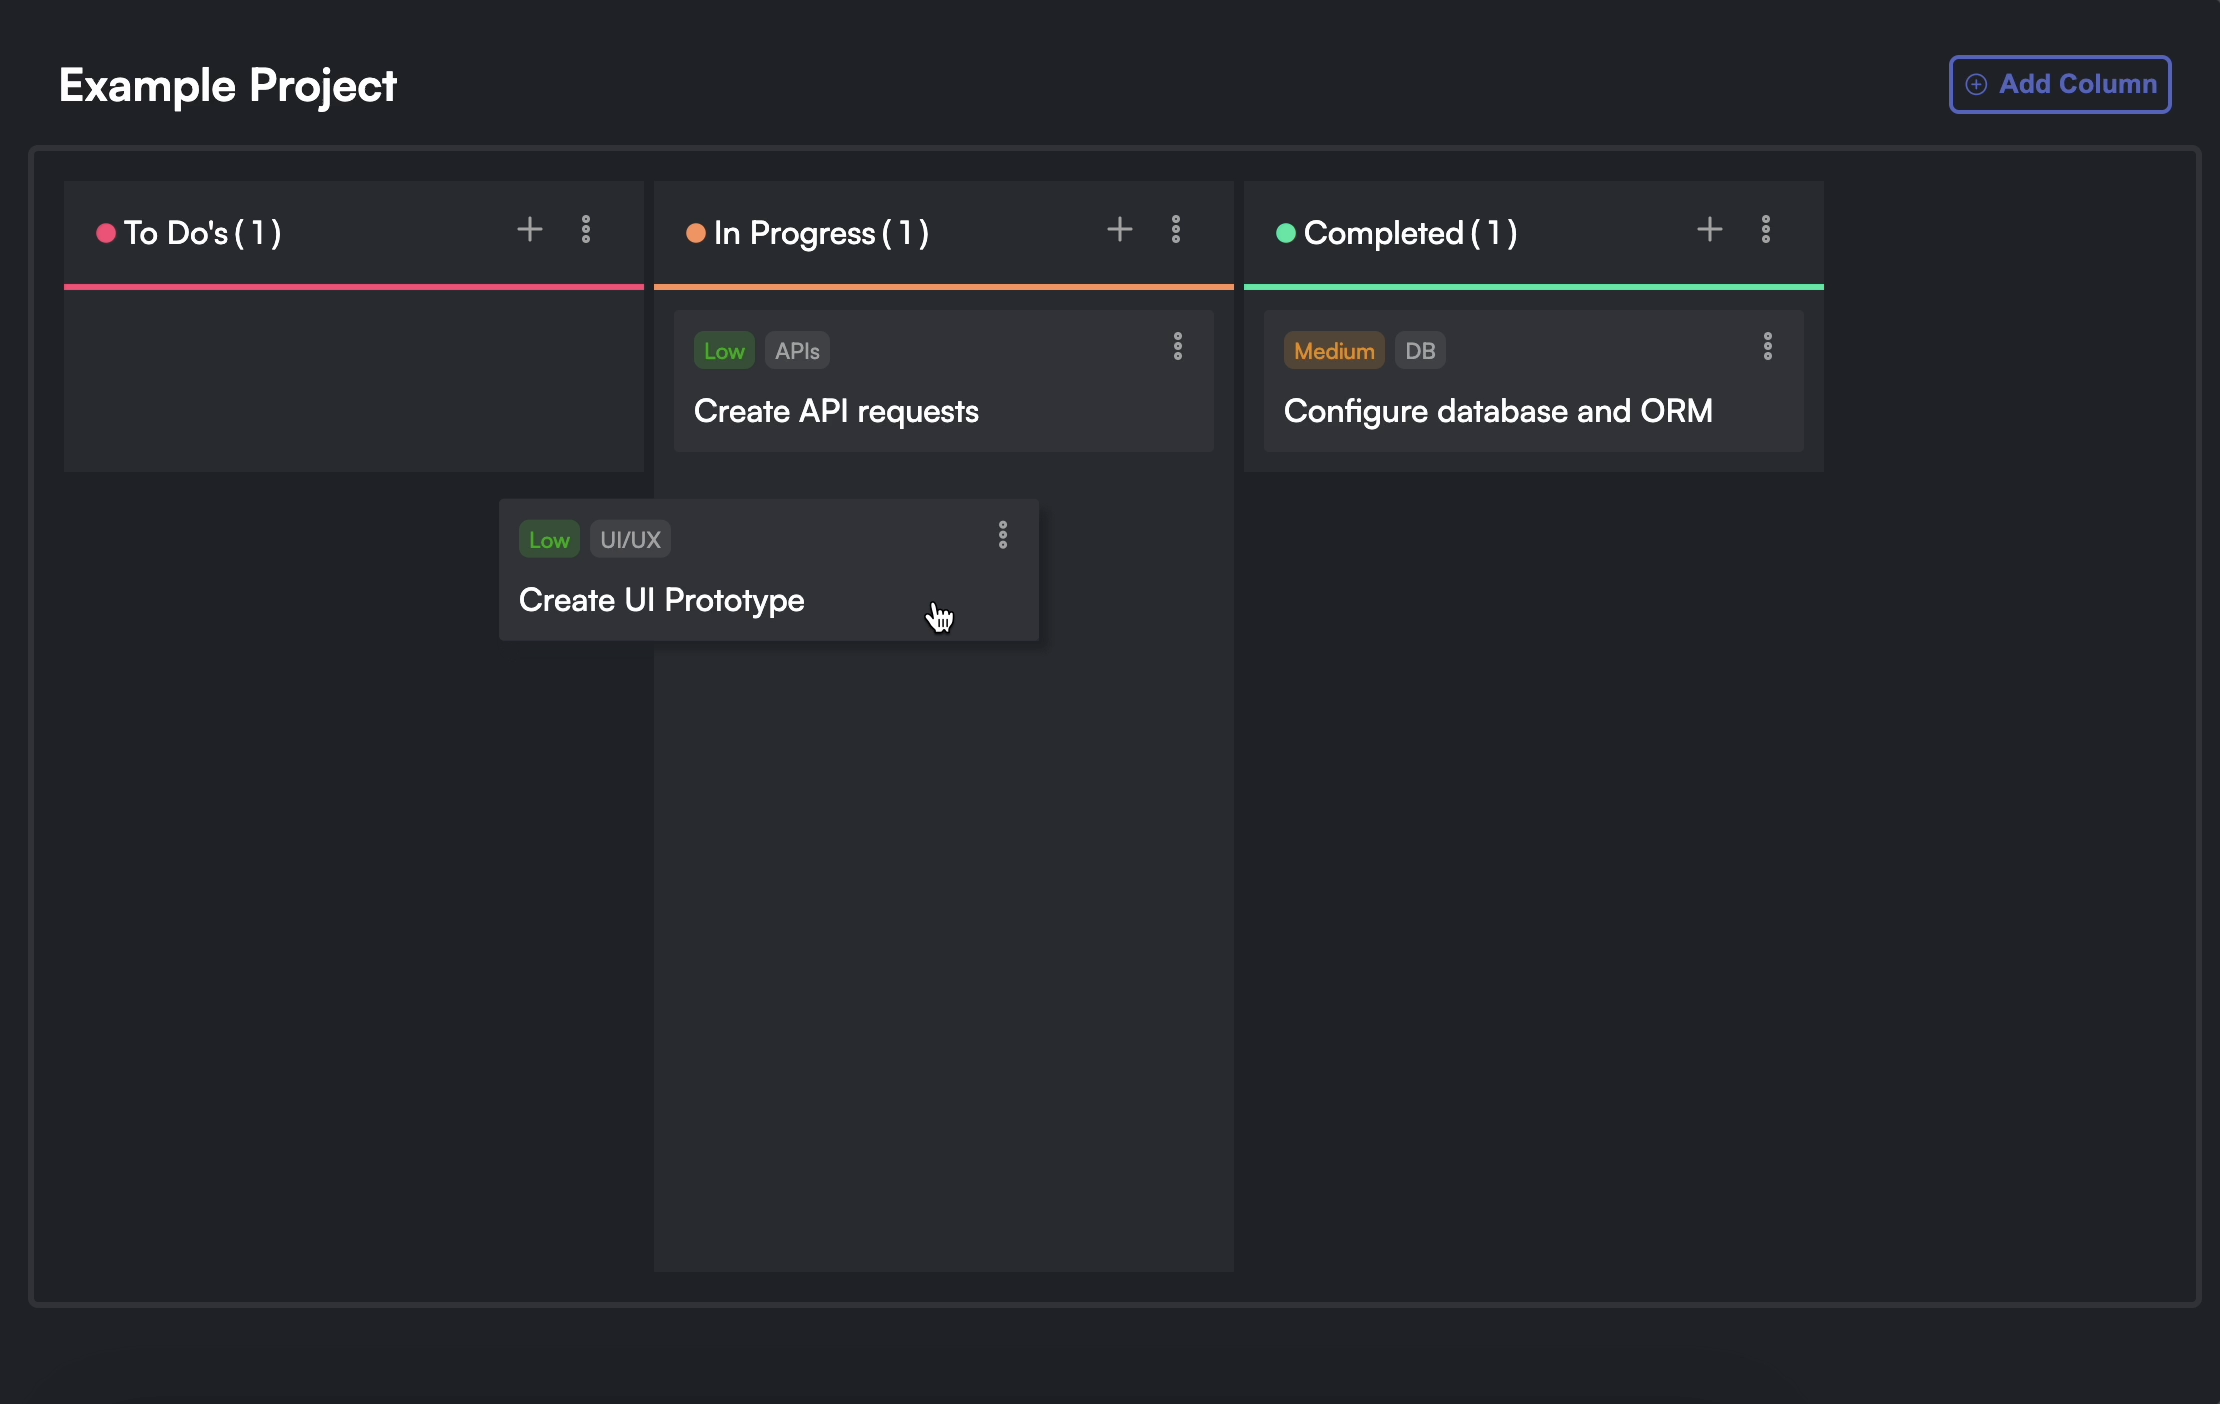 Example Project
Add Column
To Do's ( 1 )
In Progress ( 1 )
Completed ( 1 )
Low APIs
Create API requests
Medium DB
Configure database and ORM
Low UI/UX
Create UI Prototype